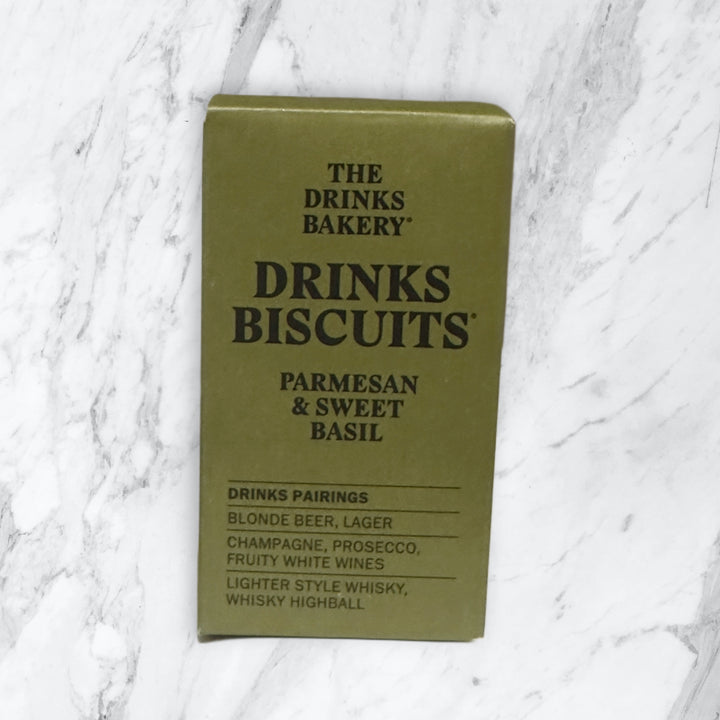 THE
DRINKS
BAKERY®
DRINKS
BISCUITS®
PARMESAN
& SWEET
BASIL
DRINKS PAIRINGS
BLONDE BEER, LAGER
CHAMPAGNE, PROSECCO,
FRUITY WHITE WINES
LIGHTER STYLE WHISKY,
WHISKY HIGHBALL